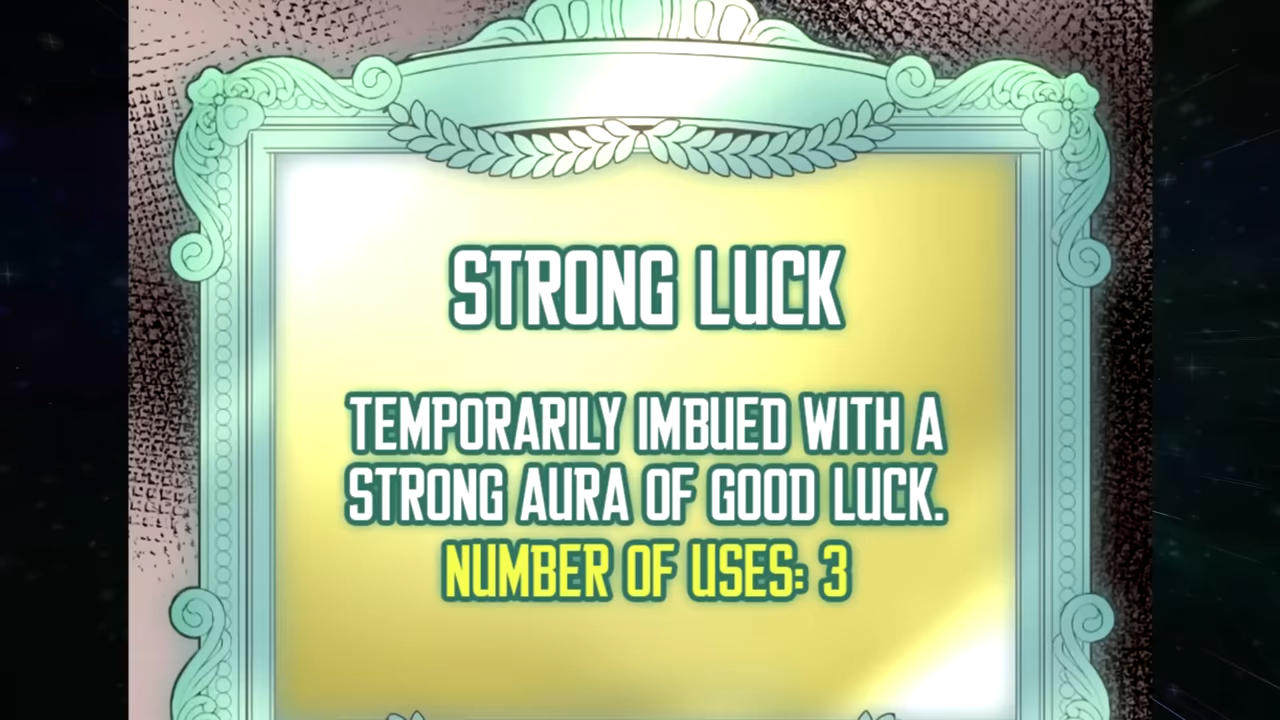 STRONG LUCK
TEMPORARILY IMBUED WITH A
STRONG AURA OF GOOD LUCK.
NUMBER OF USES: 3